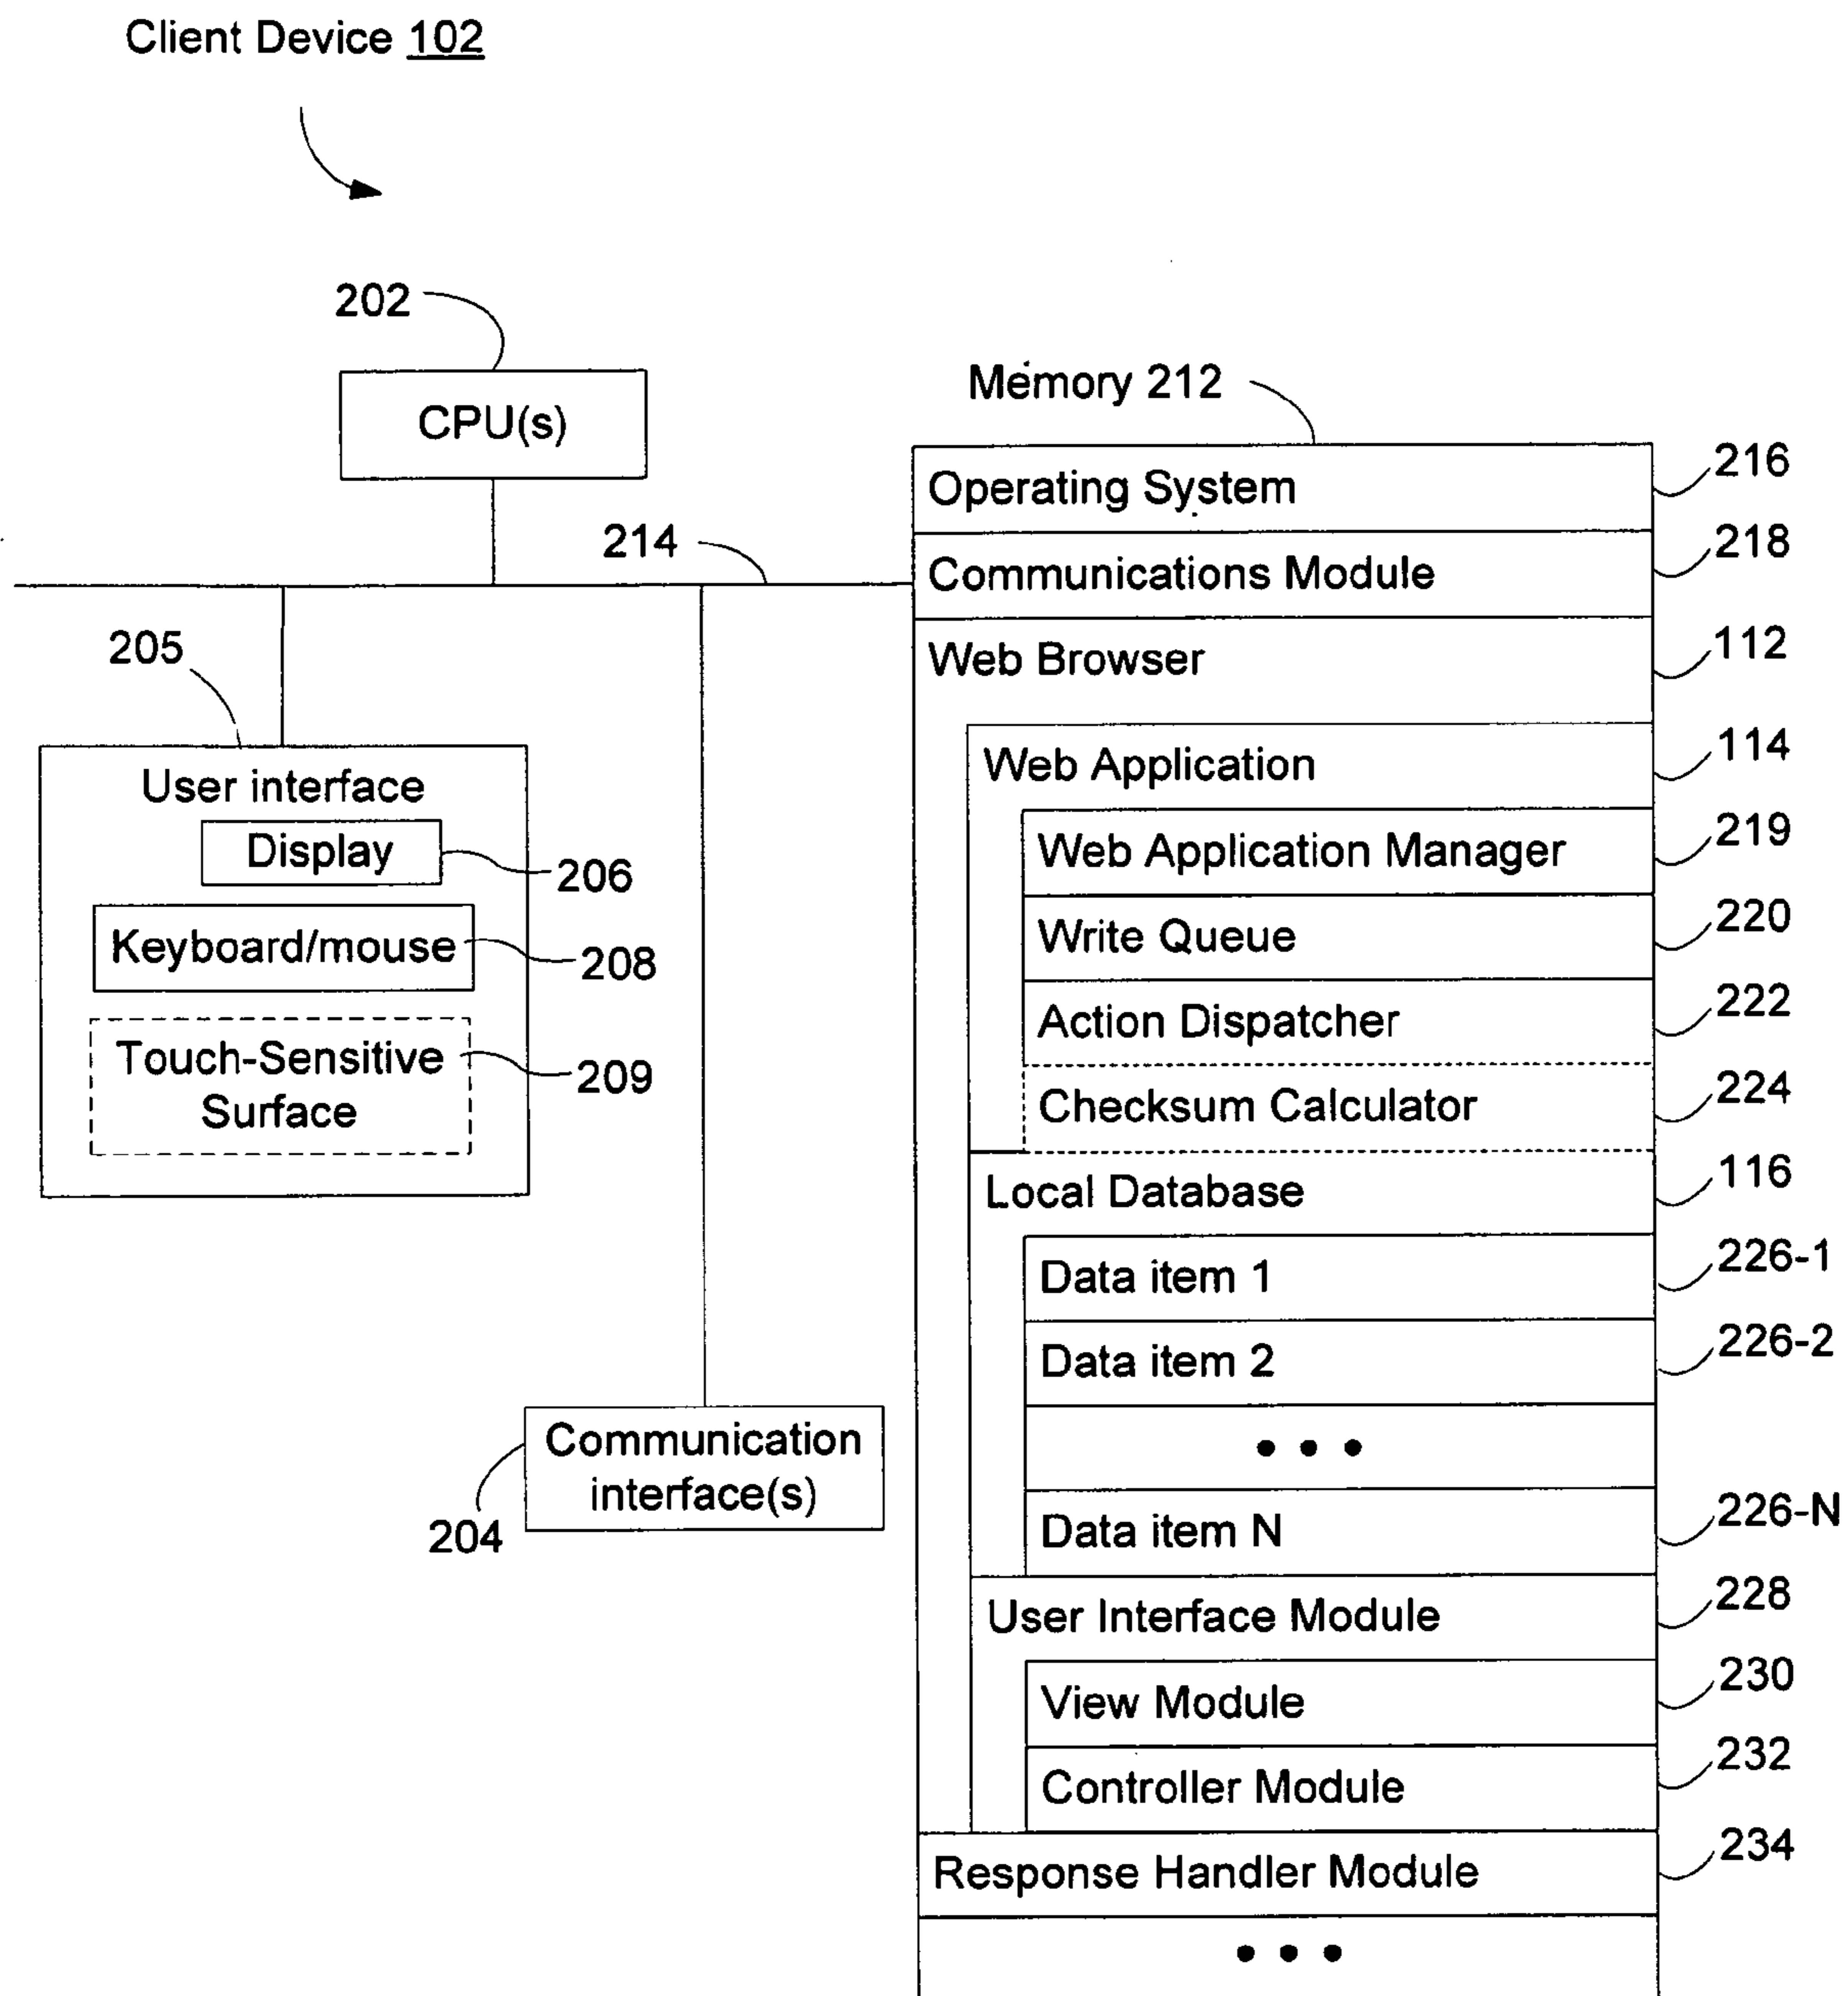 Client Device 102
202
CPU(s)
214
205
User interface
Display
206
Keyboard/mouse
208
Touch-Sensitive
Surface
209
Communication
interface(s)
204
Memory 212
Operating System
216
Communications Module
218
Web Browser
112
Web Application
114
Web Application Manager
219
Write Queue
220
Action Dispatcher
222
Checksum Calculator
224
Local Database
116
Data item 1
226-1
Data item 2
226-2
• • •
Data item N
226-N
User Interface Module
228
View Module
230
Controller Module
232
Response Handler Module
234
• • •